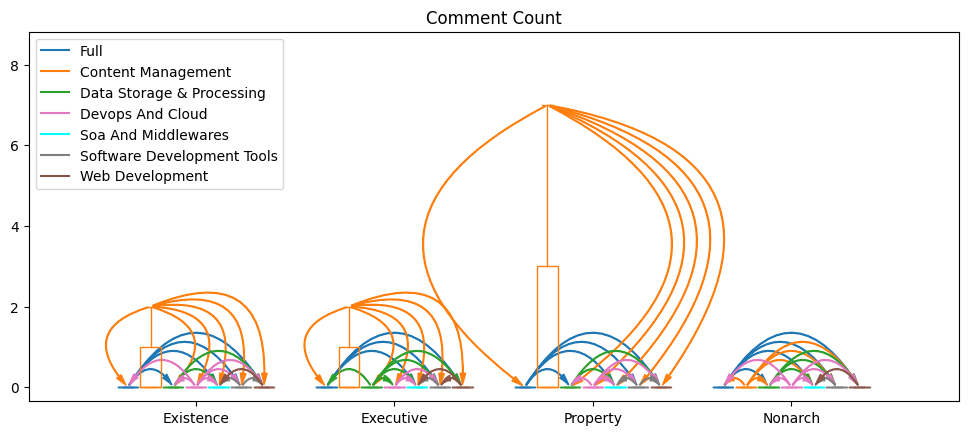 Comment Count
Full
Content Management
Data Storage & Processing
Devops And Cloud
Soa And Middlewares
Software Development Tools
Web Development
8
6
4
2
0
Existence Executive Property Nonarch